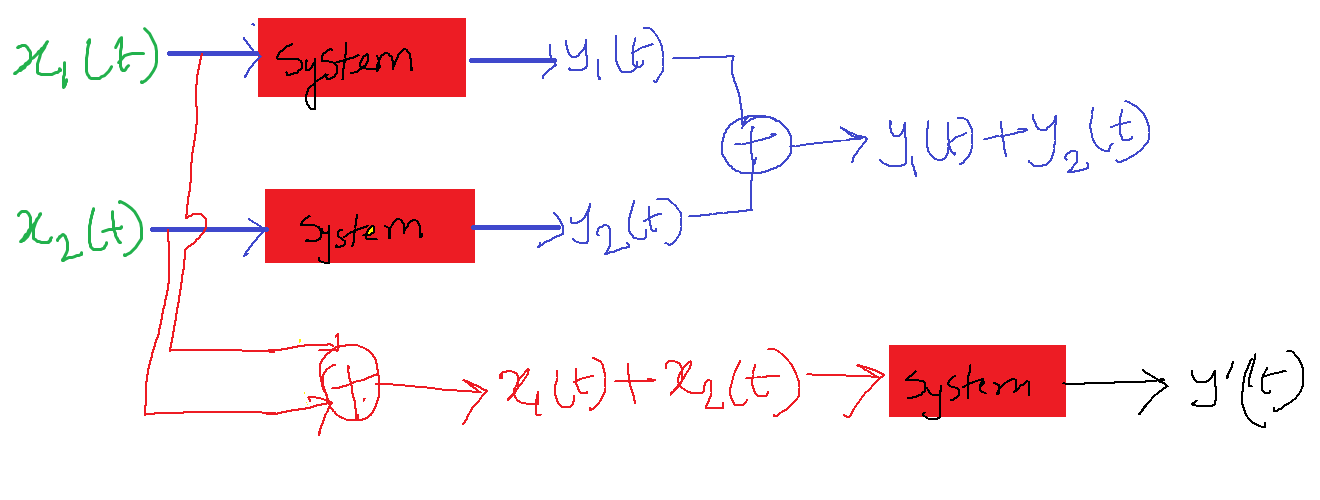 x₁(t) System y₁(t)
+ y₁(t)+y₂(t)
x₂(t) System y₂(t)
+ x₁(t)+x₂(t) System y'(t)